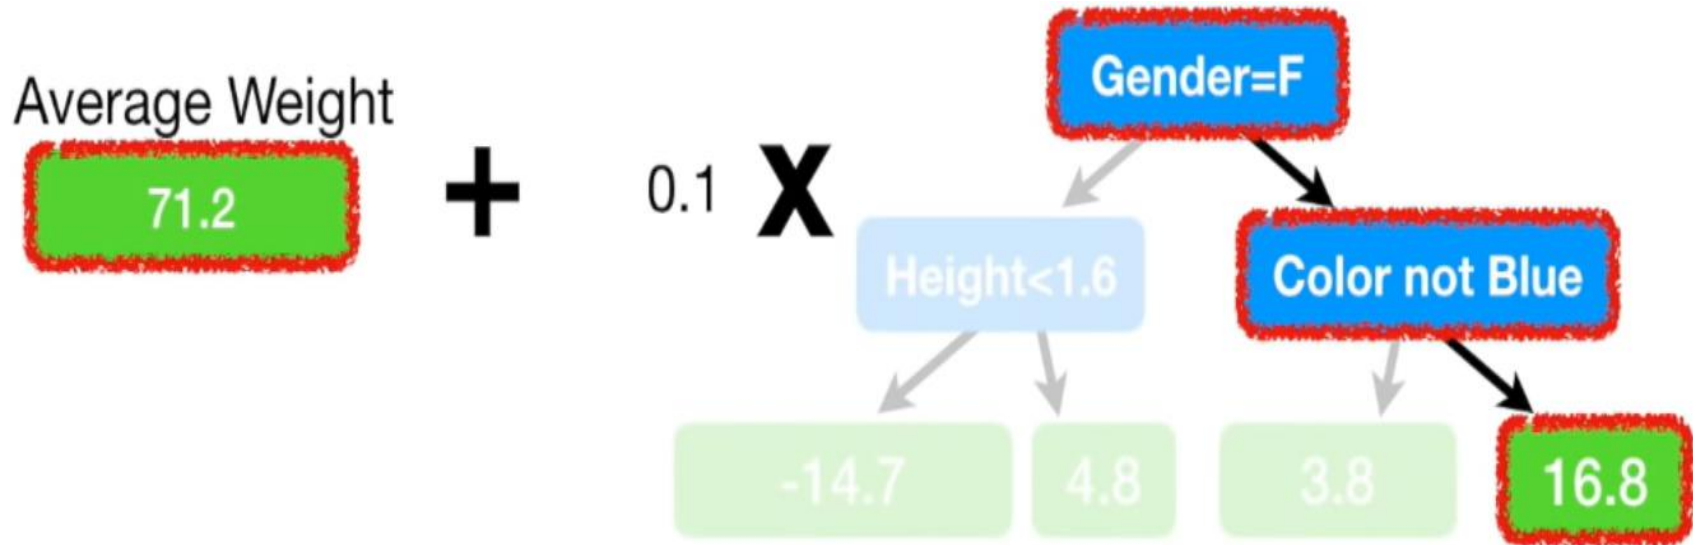 Average Weight
71.2
+
0.1 X
Gender=F
Height<1.6
Color not Blue
-14.7
4.8
3.8
16.8